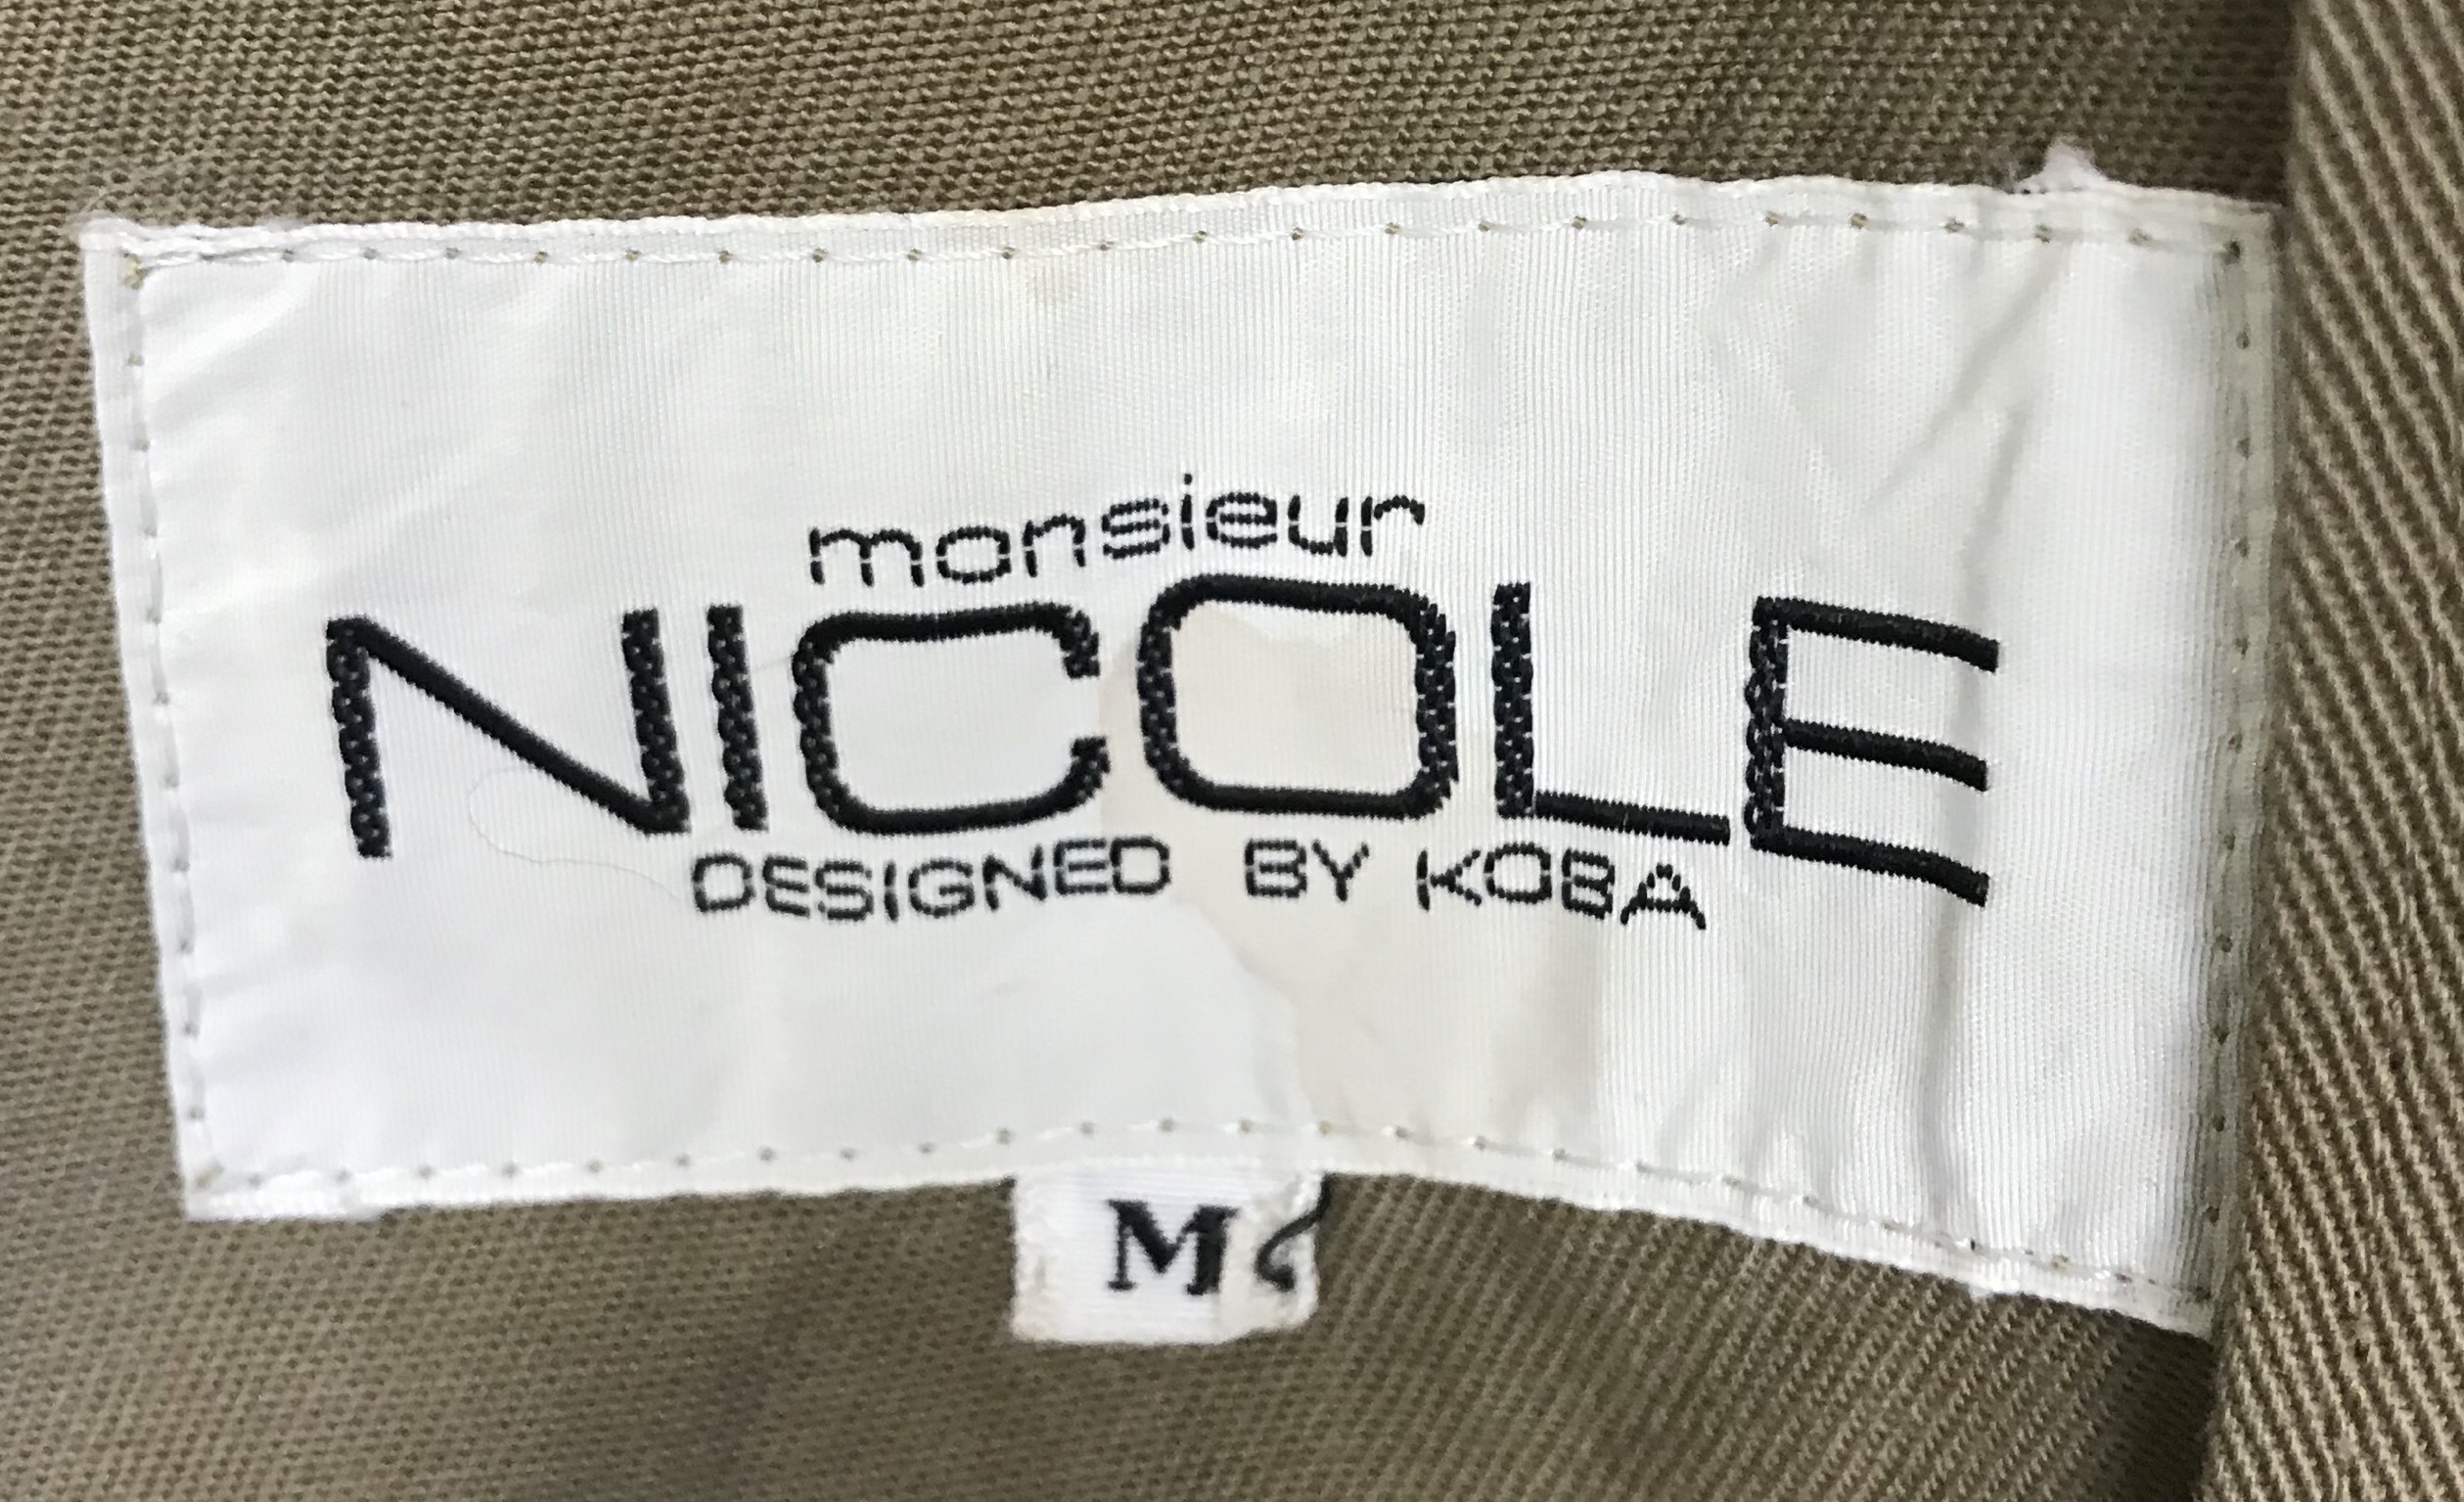 monsieur
NICOLE
DESIGNED BY KOBA
M